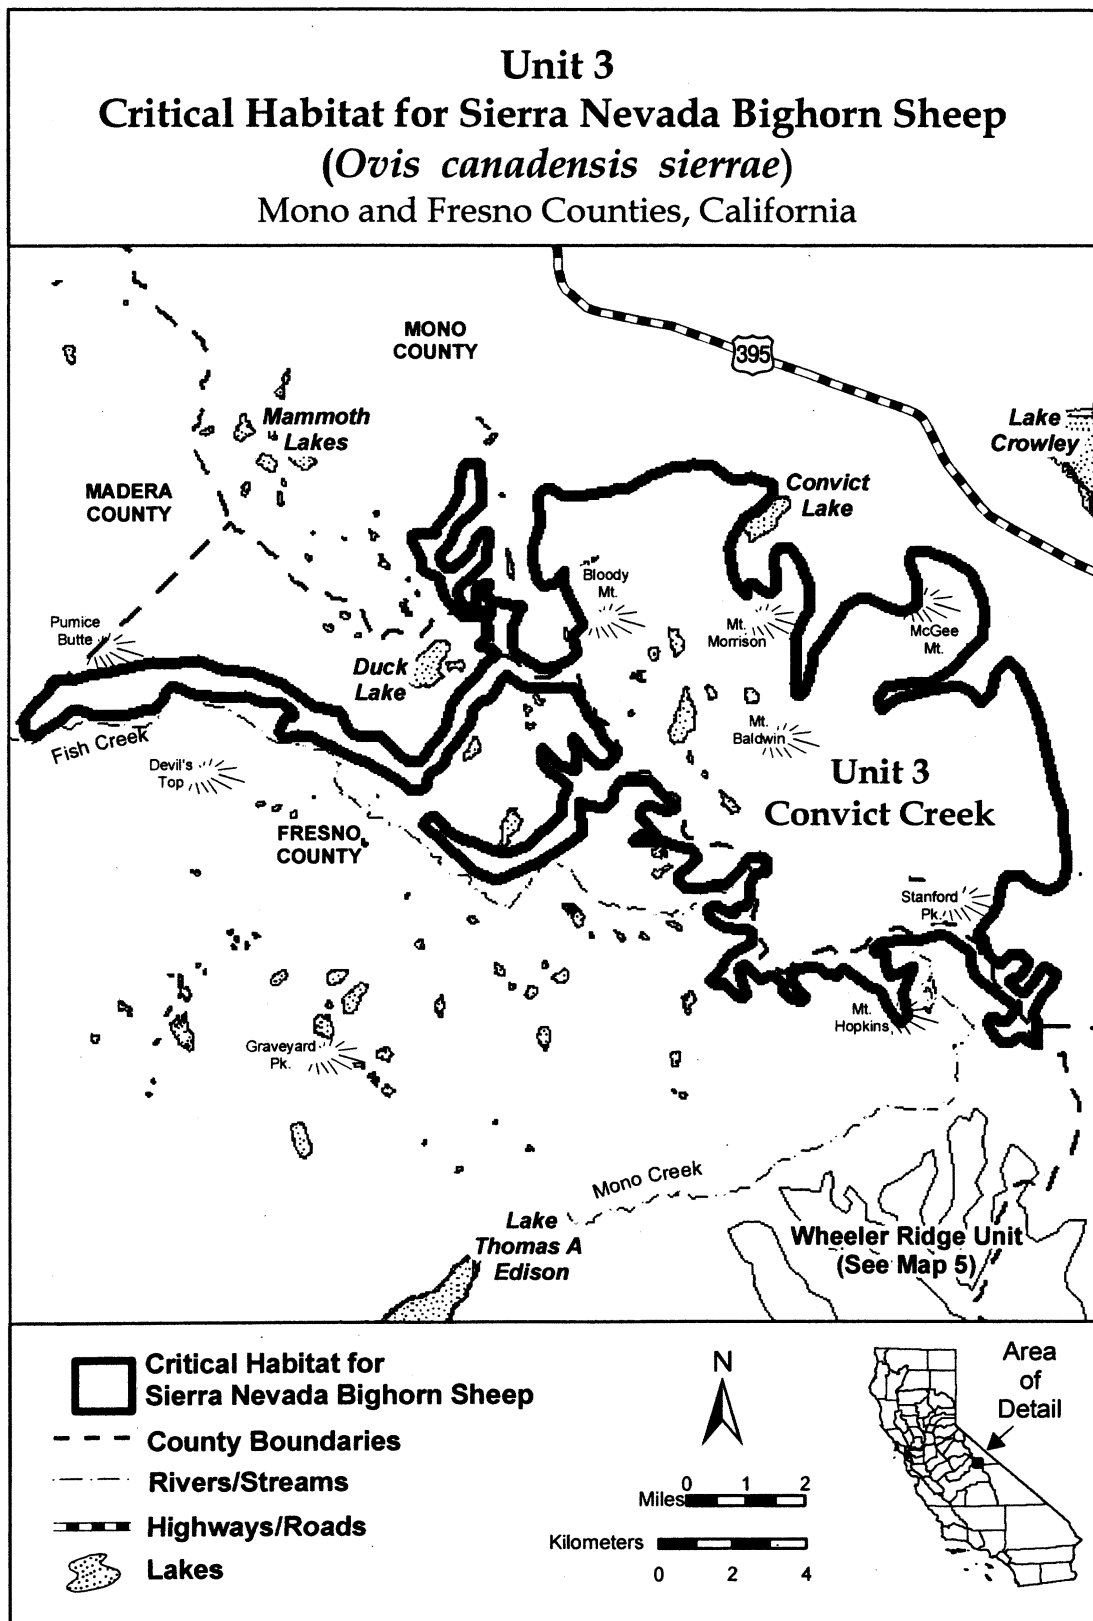 Unit 3
Critical Habitat for Sierra Nevada Bighorn Sheep
(Ovis canadensis sierrae)
Mono and Fresno Counties, California
MONO
COUNTY
395
Mammoth
Lakes
Lake
Crowley
MADERA
COUNTY
Convict
Lake
Bloody
Mt.
Pumice
Butte
Mt.
Morrison
McGee
Mt.
Duck
Lake
Fish Creek
Mt.
Baldwin
Devil's
Top
Unit 3
Convict Creek
FRESNO
COUNTY
Stanford
Pk.
Mt.
Hopkins
Graveyard
Pk.
Mono Creek
Lake
Thomas A
Edison
Wheeler Ridge Unit
(See Map 5)
Critical Habitat for
Sierra Nevada Bighorn Sheep
County Boundaries
Rivers/Streams
Highways/Roads
Lakes
N
0 1 2
Miles
Kilometers
0 2 4
Area
of
Detail